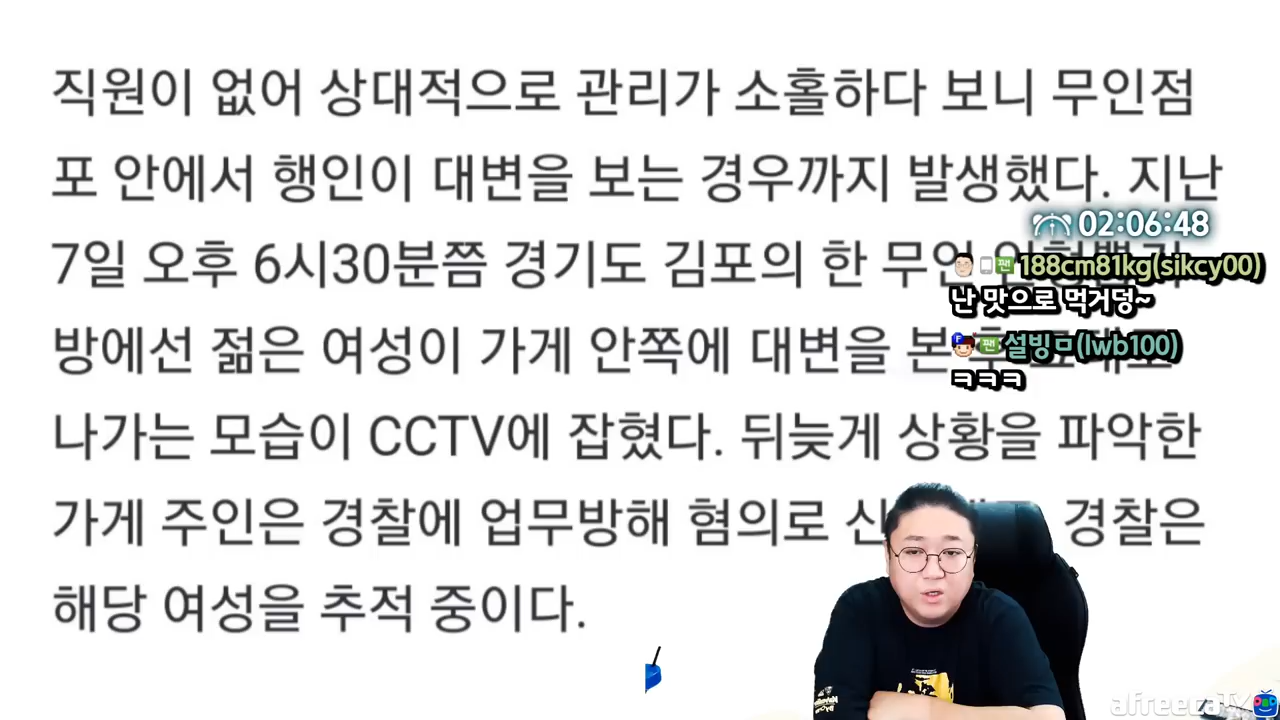 직원이 없어 상대적으로 관리가 소홀하다 보니 무인점
포 안에서 행인이 대변을 보는 경우까지 발생했다. 지난
02:06:48
7일 오후 6시30분쯤 경기도 김포의 한 무인
팬 188cm81kg(sikcy00)
난 맛으로 먹거덩~
방에선 젊은 여성이 가게 안쪽에 대변을 본
팬 설빙ㅁ(lwb100)
ㅋㅋㅋ
나가는 모습이 CCTV에 잡혔다. 뒤늦게 상황을 파악한
가게 주인은 경찰에 업무방해 혐의로 경찰은
해당 여성을 추적 중이다.
afreecaTV